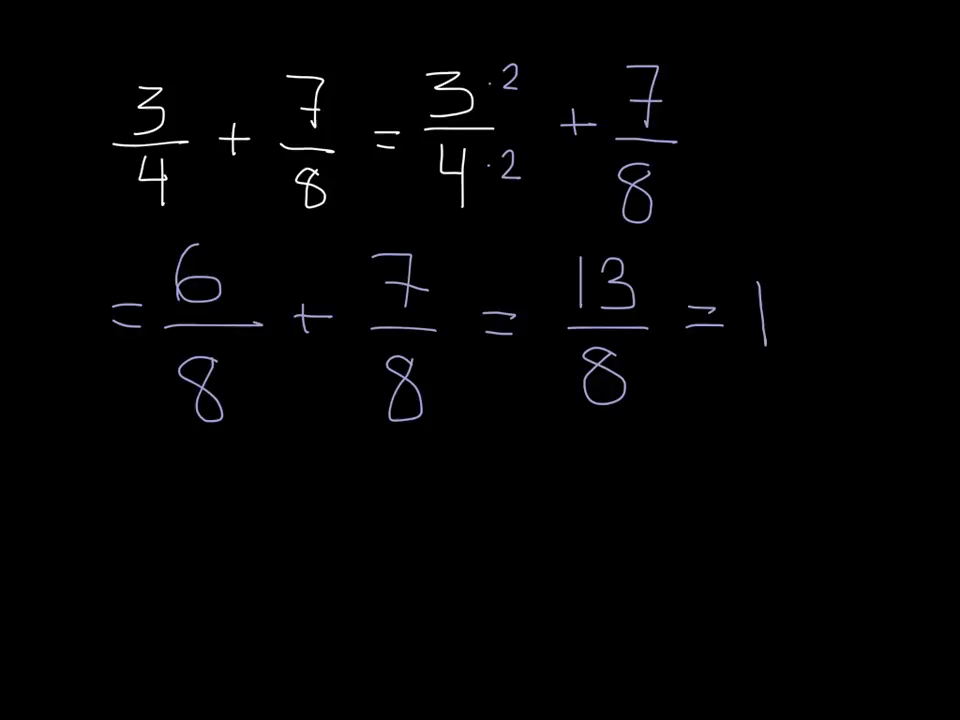 3/4 + 7/8 = 3·2/4·2 + 7/8
= 6/8 + 7/8 = 13/8 = 1